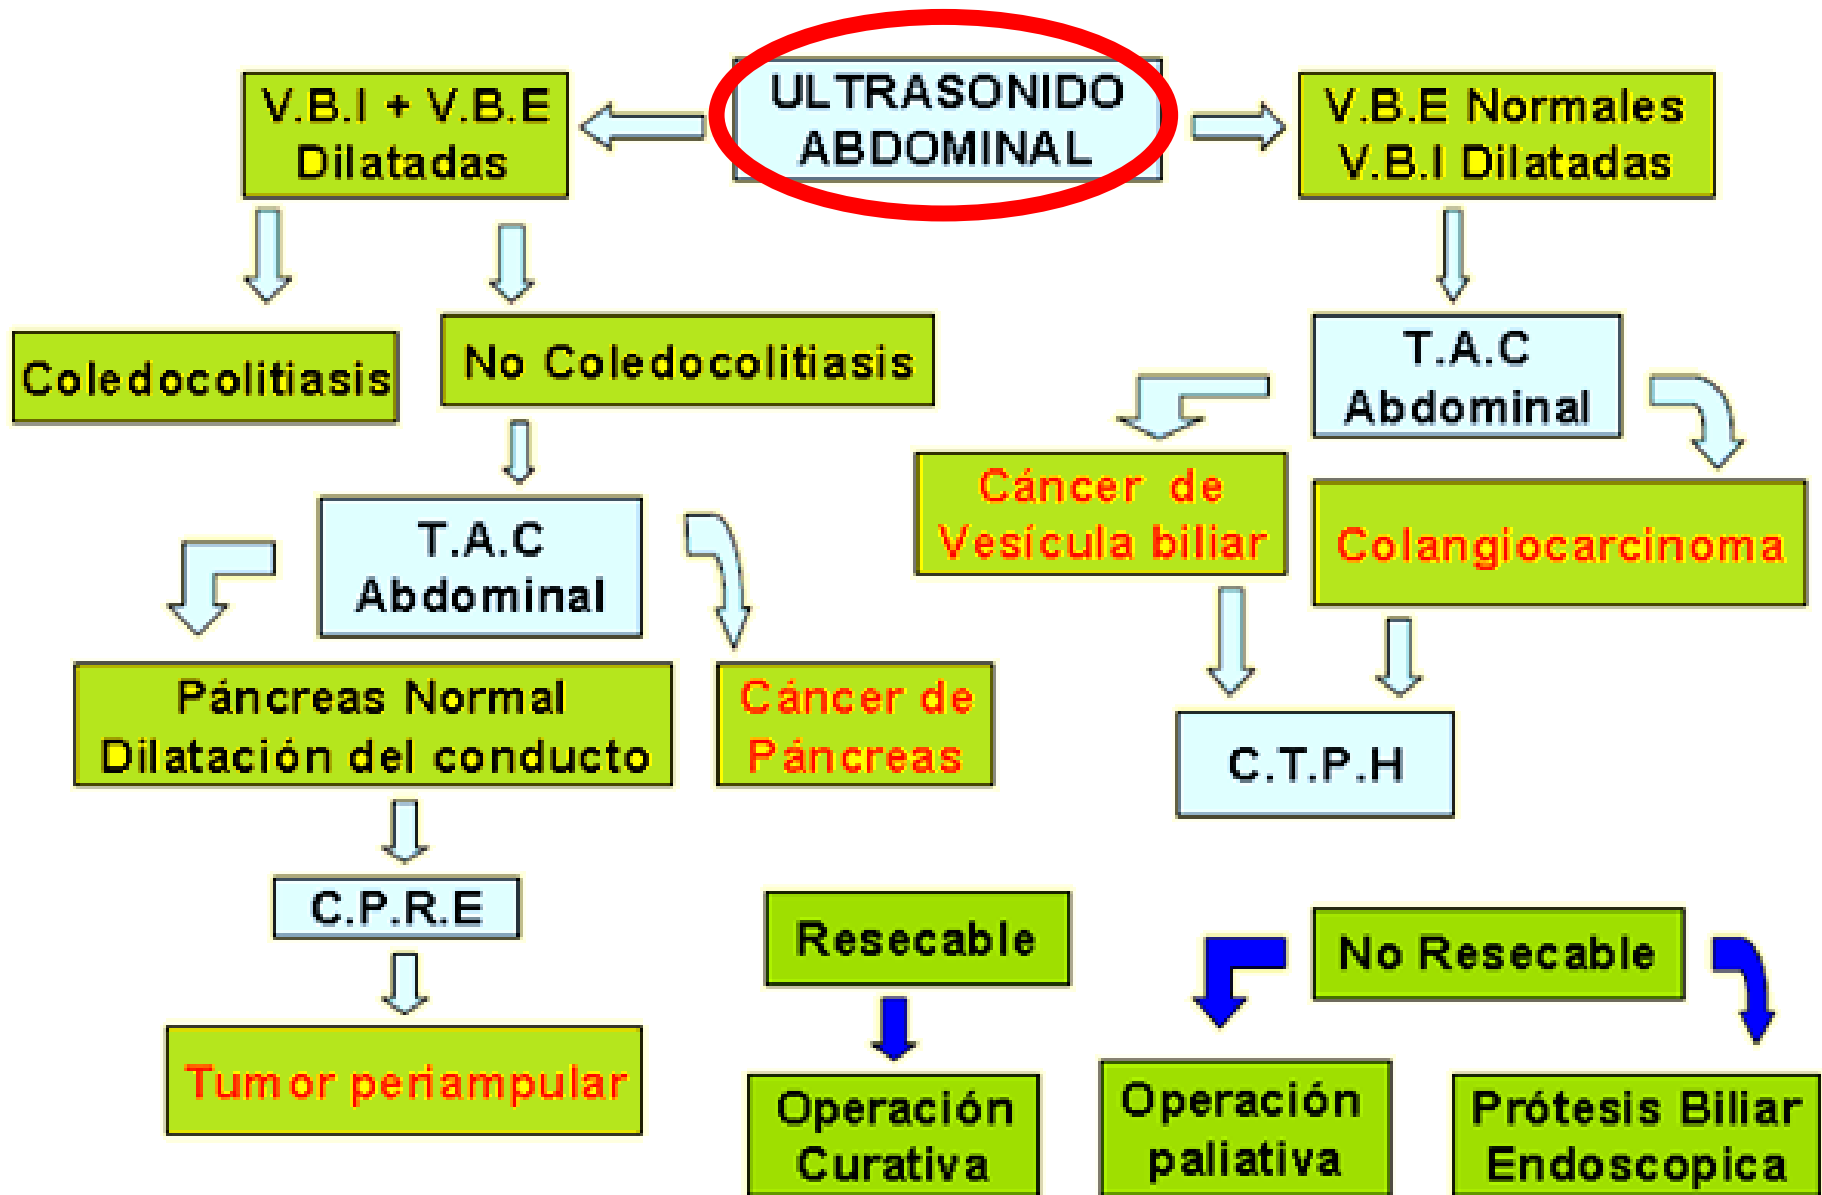 ULTRASONIDO
ABDOMINAL
V.B.I + V.B.E
Dilatadas
V.B.E Normales
V.B.I Dilatadas
Coledocolitiasis
No Coledocolitiasis
T.A.C
Abdominal
T.A.C
Abdominal
Cáncer de
Vesícula biliar
Colangiocarcinoma
Páncreas Normal
Dilatación del conducto
Cáncer de
Páncreas
C.T.P.H
C.P.R.E
Tumor periampular
Resecable
No Resecable
Operación
Curativa
Operación
paliativa
Prótesis Biliar
Endoscopica